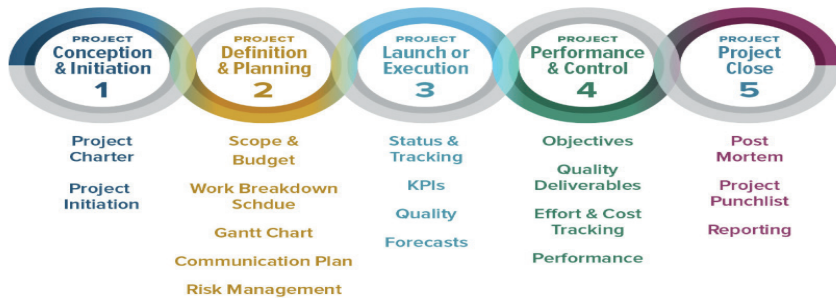 PROJECT
Conception
& Initiation
1
PROJECT
Definition
& Planning
2
PROJECT
Launch or
Execution
3
PROJECT
Performance
& Control
4
PROJECT
Project
Close
5
Project
Charter
Project
Initiation
Scope &
Budget
Work Breakdown
Schdue
Gantt Chart
Communication Plan
Risk Management
Status &
Tracking
KPIs
Quality
Forecasts
Objectives
Quality
Deliverables
Effort & Cost
Tracking
Performance
Post
Mortem
Project
Punchlist
Reporting